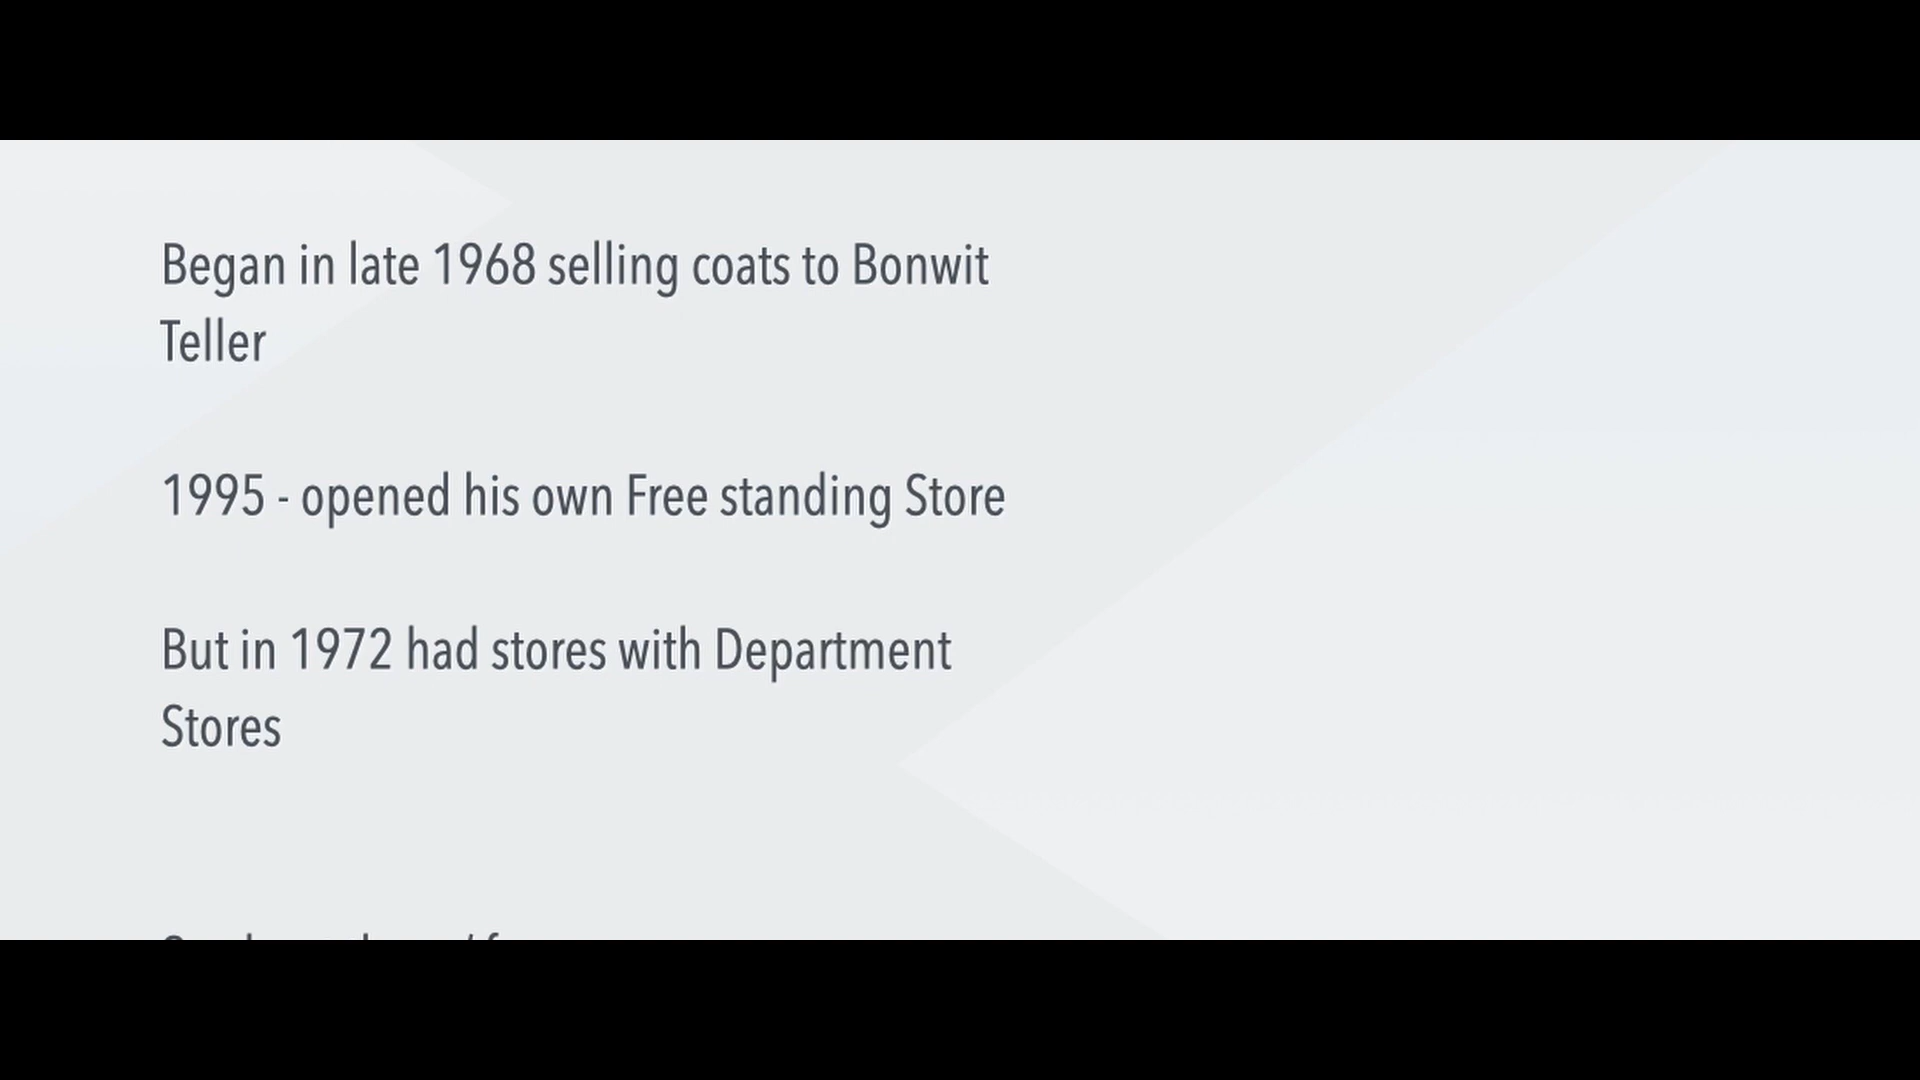 Began in late 1968 selling coats to Bonwit
Teller
1995 - opened his own Free standing Store
But in 1972 had stores with Department
Stores